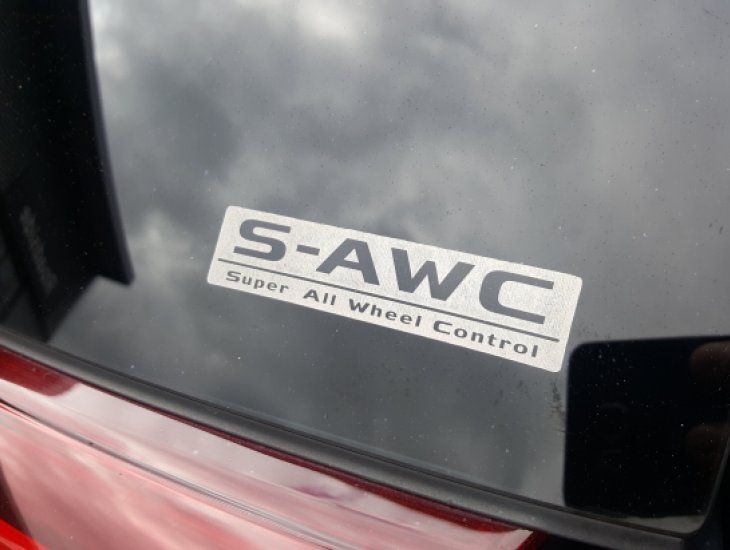 S-AWC
Super All Wheel Control